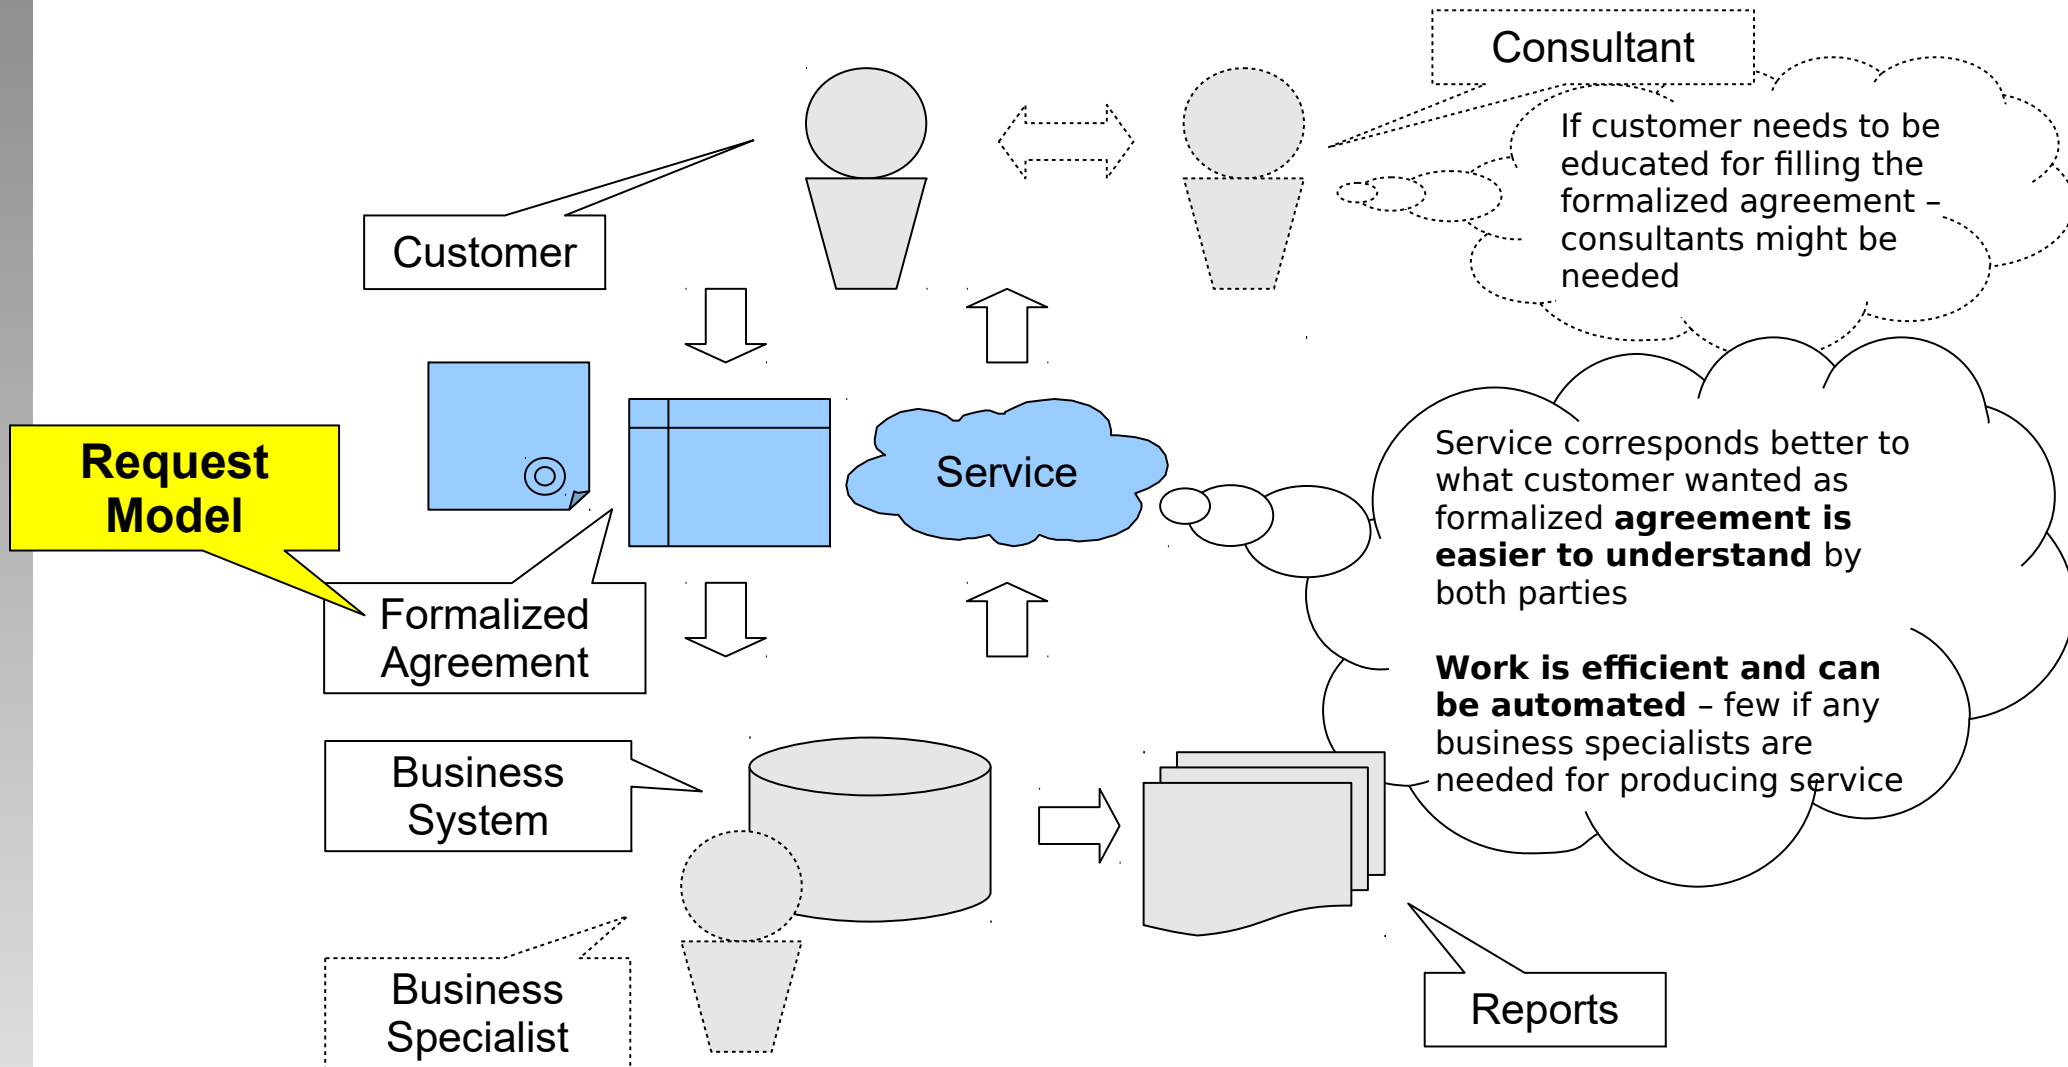 Consultant
If customer needs to be
educated for filling the
formalized agreement –
consultants might be
needed
Customer
Request
Model
Service
Service corresponds better to
what customer wanted as
formalized agreement is
easier to understand by
both parties
Formalized
Agreement
Work is efficient and can
be automated – few if any
business specialists are
needed for producing service
Business
System
Business
Specialist
Reports